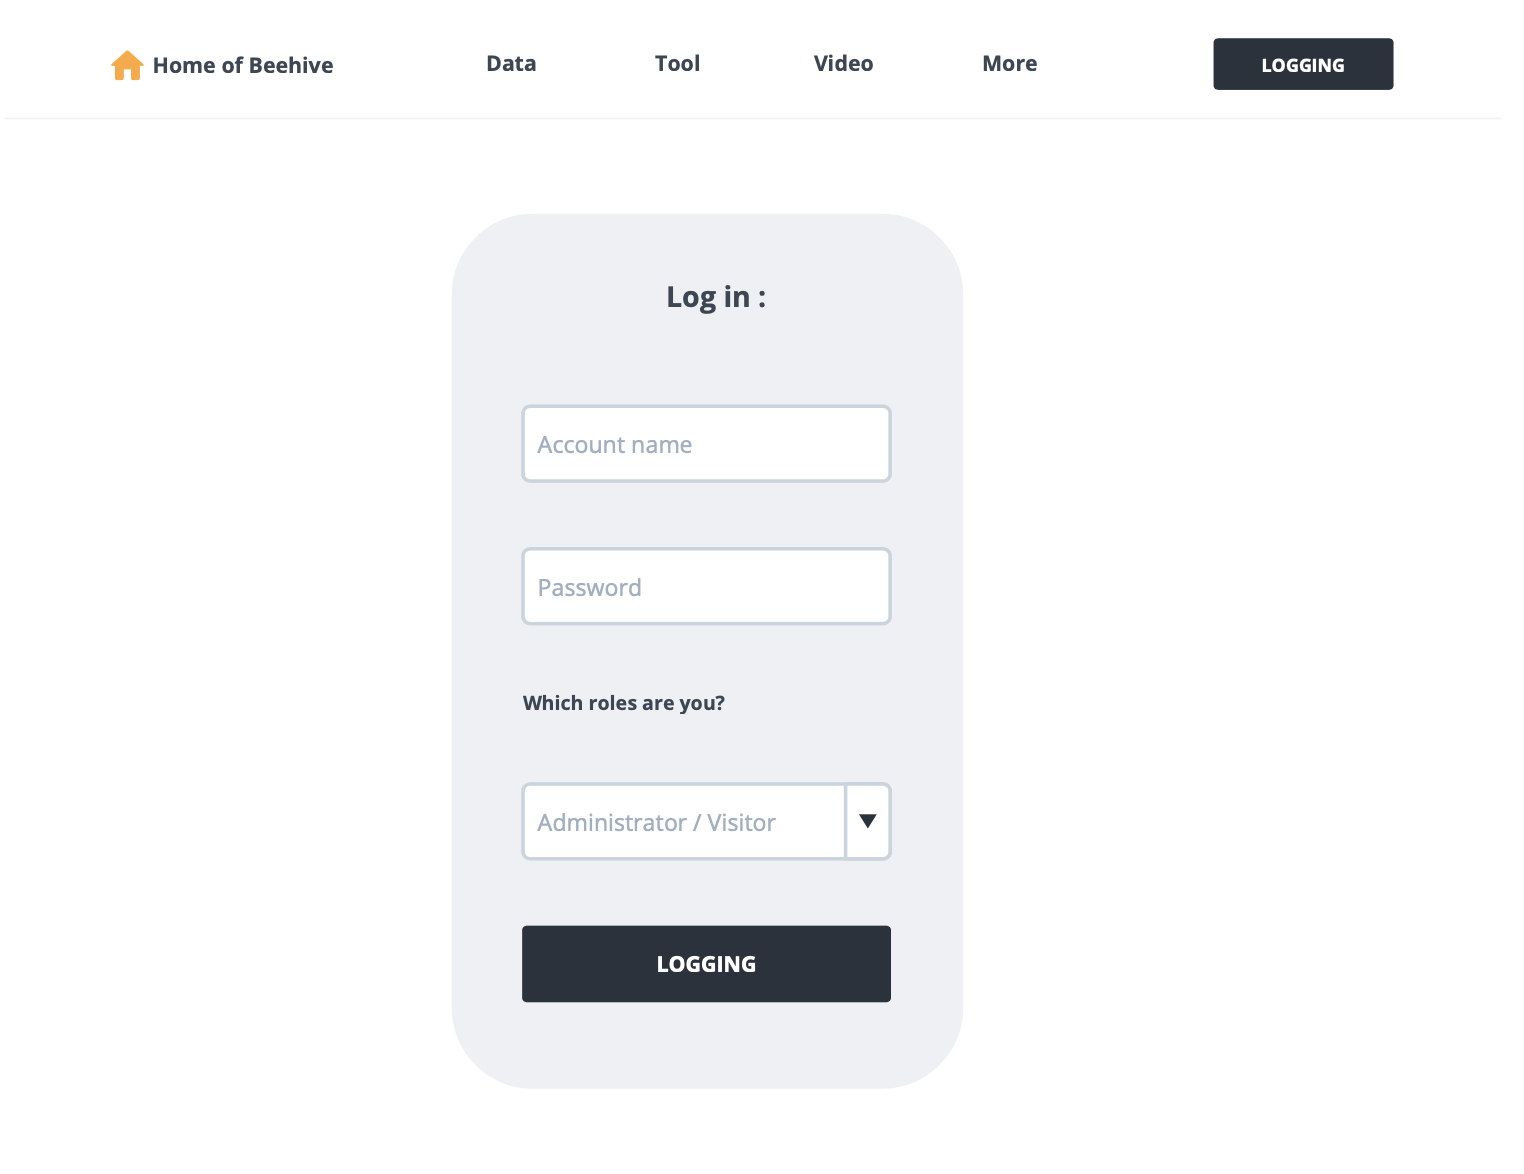 Home of Beehive
Data
Tool
Video
More
LOGGING
Log in :
Account name
Password
Which roles are you?
Administrator / Visitor
LOGGING